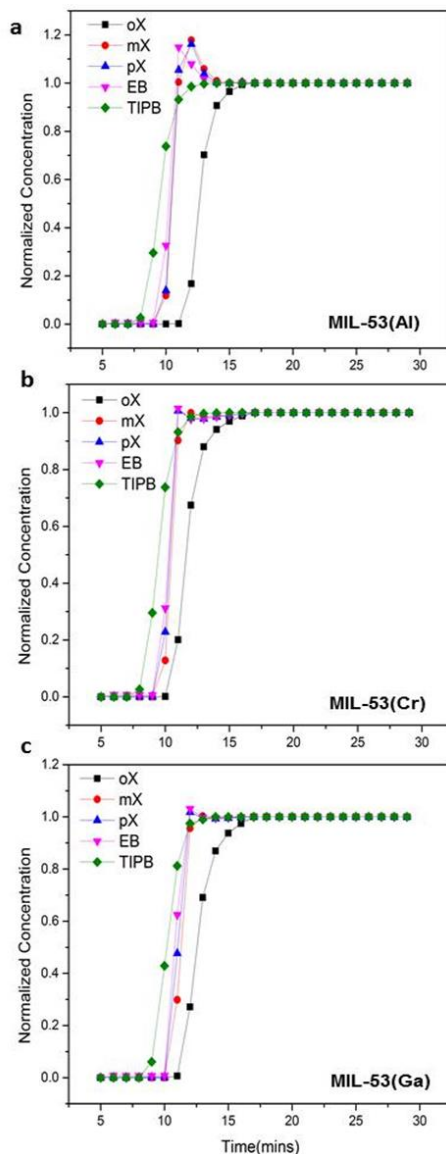 a
oX
mX
pX
EB
TIPB
1.2
1.0
0.8
0.6
0.4
0.2
0.0
Normalized Concentration
MIL-53(Al)
5 10 15 20 25 30
b
oX
mX
pX
EB
TIPB
1.0
0.8
0.6
0.4
0.2
0.0
Normalized Concentration
MIL-53(Cr)
5 10 15 20 25 30
c
oX
mX
pX
EB
TIPB
1.2
1.0
0.8
0.6
0.4
0.2
0.0
Normalized Concentration
MIL-53(Ga)
5 10 15 20 25 30
Time(mins)